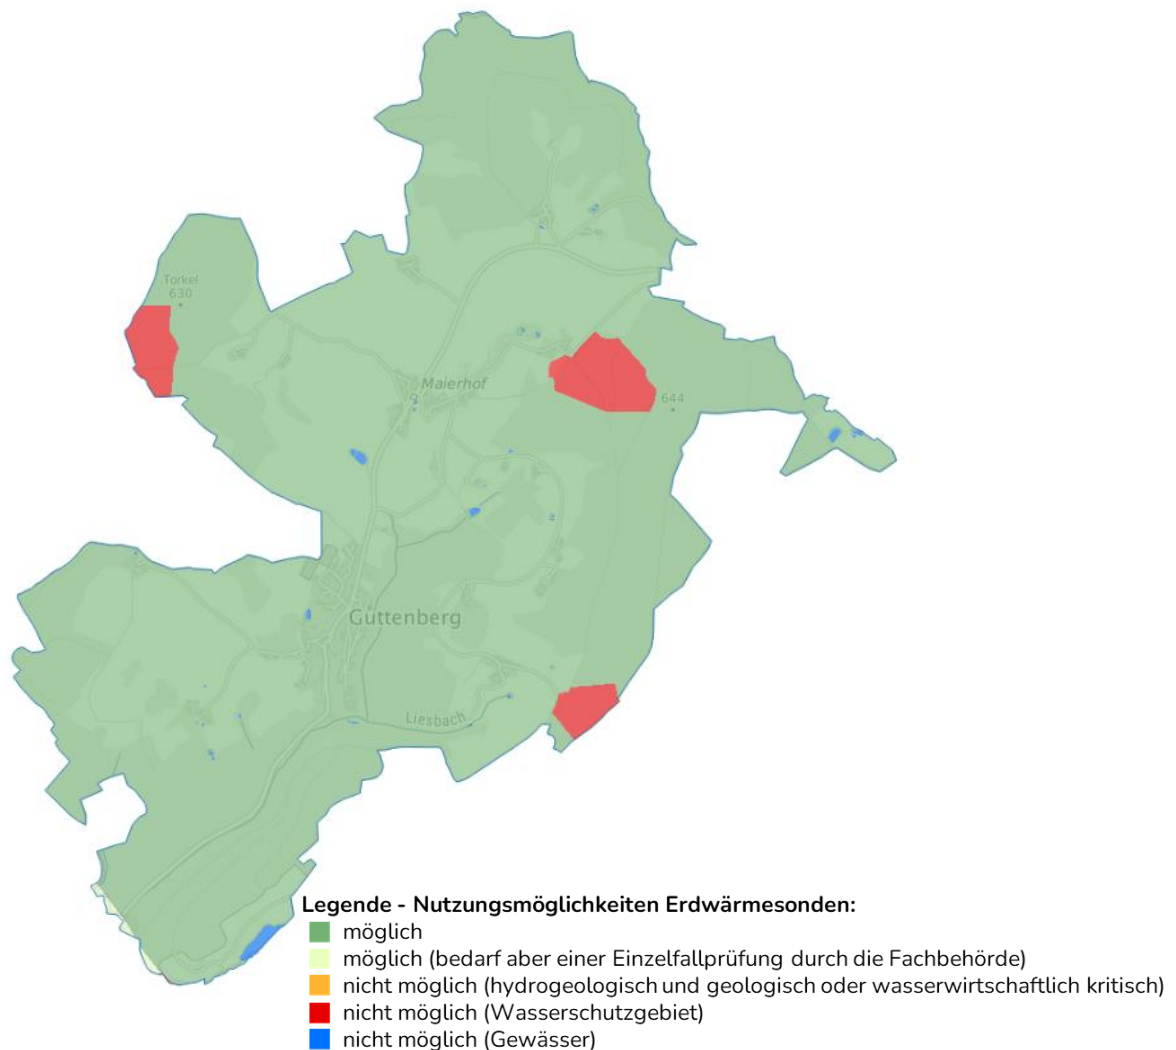 Torkel
630
Maierhof
644
Guttenberg
Liesbach
Legende - Nutzungsmöglichkeiten Erdwärmesonden:
möglich
möglich (bedarf aber einer Einzelfallprüfung durch die Fachbehörde)
nicht möglich (hydrogeologisch und geologisch oder wasserwirtschaftlich kritisch)
nicht möglich (Wasserschutzgebiet)
nicht möglich (Gewässer)